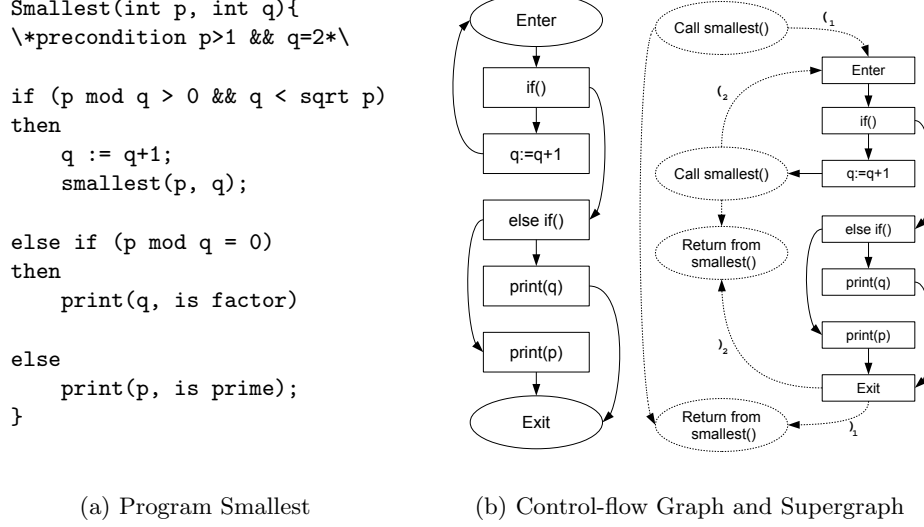 Smallest(int p, int q){
\*precondition p>1 && q=2*\
if (p mod q > 0 && q < sqrt p)
then
q := q+1;
smallest(p, q);
else if (p mod q = 0)
then
print(q, is factor)
else
print(p, is prime);
}
Enter
if()
q:=q+1
else if()
print(q)
print(p)
Exit
Call smallest()
(1
Enter
(2
if()
Call smallest()
q:=q+1
Return from
smallest()
else if()
print(q)
)2
print(p)
Exit
Return from
smallest()
)1
(a) Program Smallest
(b) Control-flow Graph and Supergraph